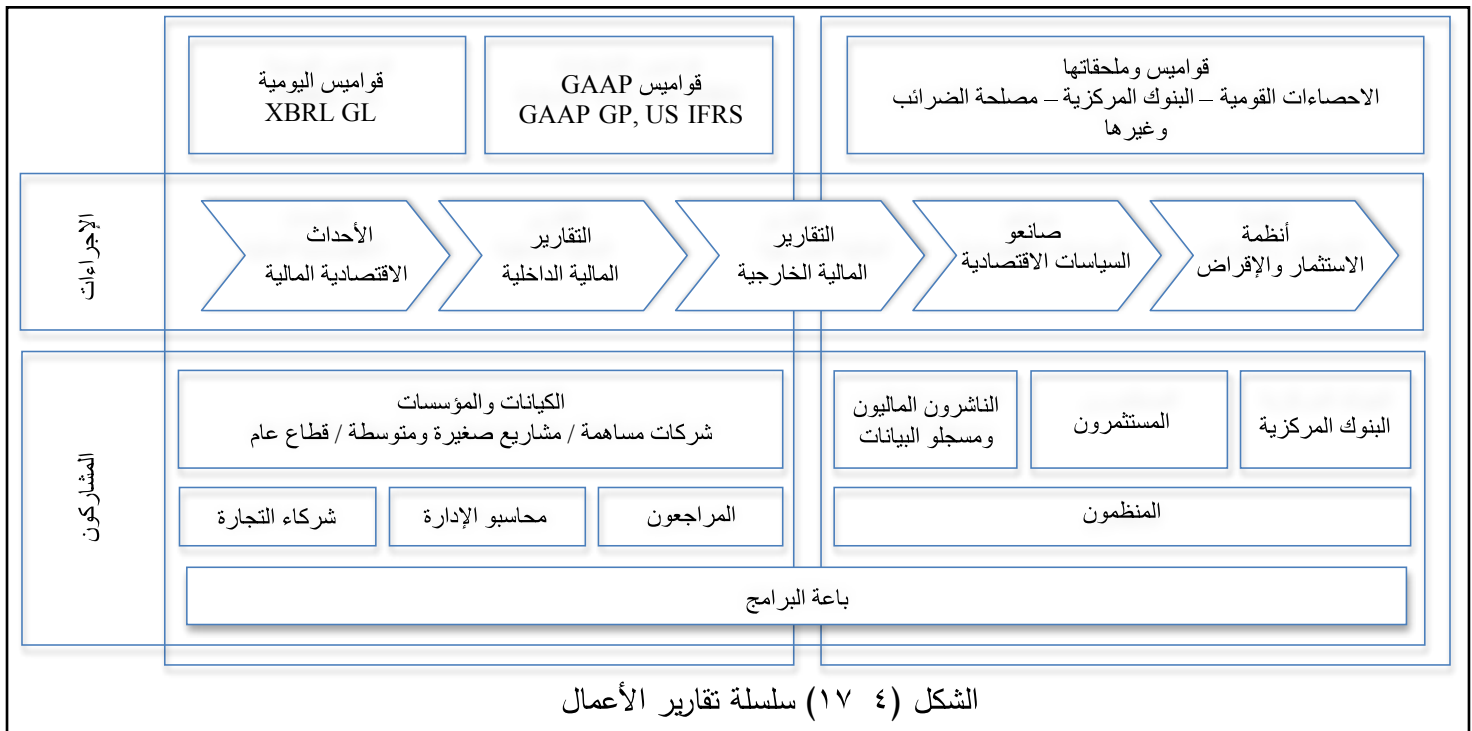 قواميس اليومية
XBRL GL
قواميس GAAP
GAAP GP, US IFRS
قواميس وملحقاتها
الاحصاءات القومية – البنوك المركزية – مصلحة الضرائب
وغيرها
الإجراءات
الأحداث
الاقتصادية المالية
التقارير
المالية الداخلية
التقارير
المالية الخارجية
صانعو
السياسات الاقتصادية
أنظمة
الاستثمار والإقراض
المشاركون
الكيانات والمؤسسات
شركات مساهمة / مشاريع صغيرة ومتوسطة / قطاع عام
الناشرون الماليون
ومسجلو البيانات
المستثمرون
البنوك المركزية
شركاء التجارة
محاسبو الإدارة
المراجعون
المنظمون
باعة البرامج
الشكل (٤ ١٧) سلسلة تقارير الأعمال